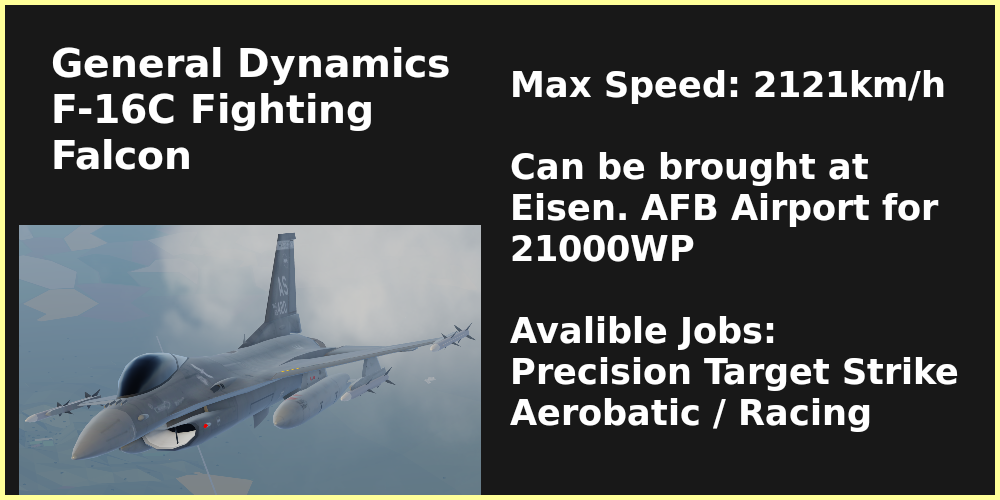 General Dynamics
F-16C Fighting
Falcon
Max Speed: 2121km/h
Can be brought at
Eisen. AFB Airport for
21000WP
Avalible Jobs:
Precision Target Strike
Aerobatic / Racing
AS